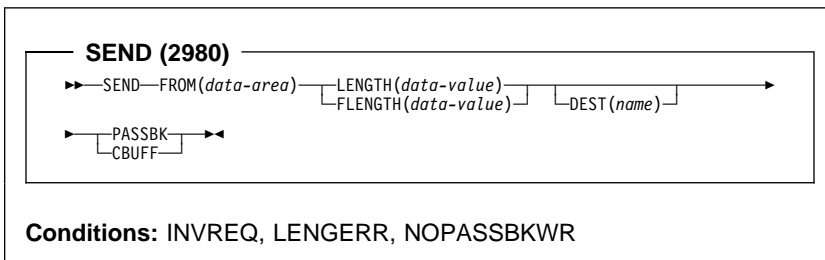 SEND (2980)
SEND FROM(data-area) LENGTH(data-value)
FLENGTH(data-value) DEST(name)
PASSBK
CBUFF
Conditions: INVREQ, LENGERR, NOPASSBKWR